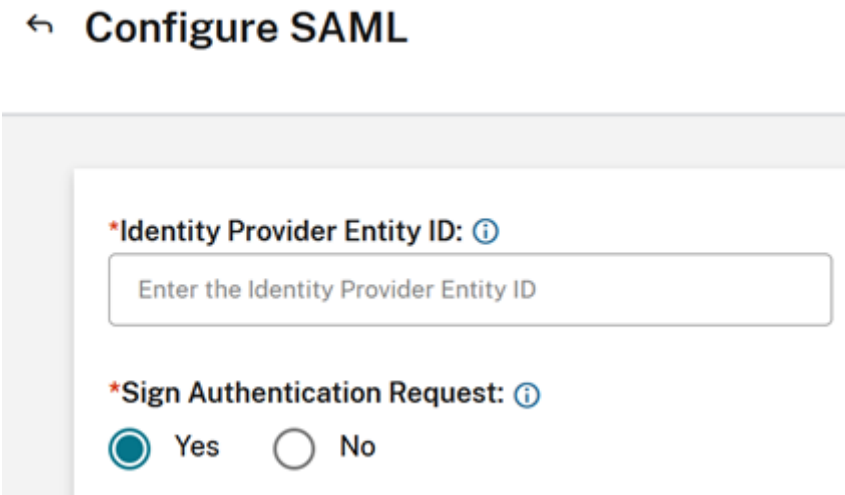 Configure SAML
*Identity Provider Entity ID:
Enter the Identity Provider Entity ID
*Sign Authentication Request:
Yes No